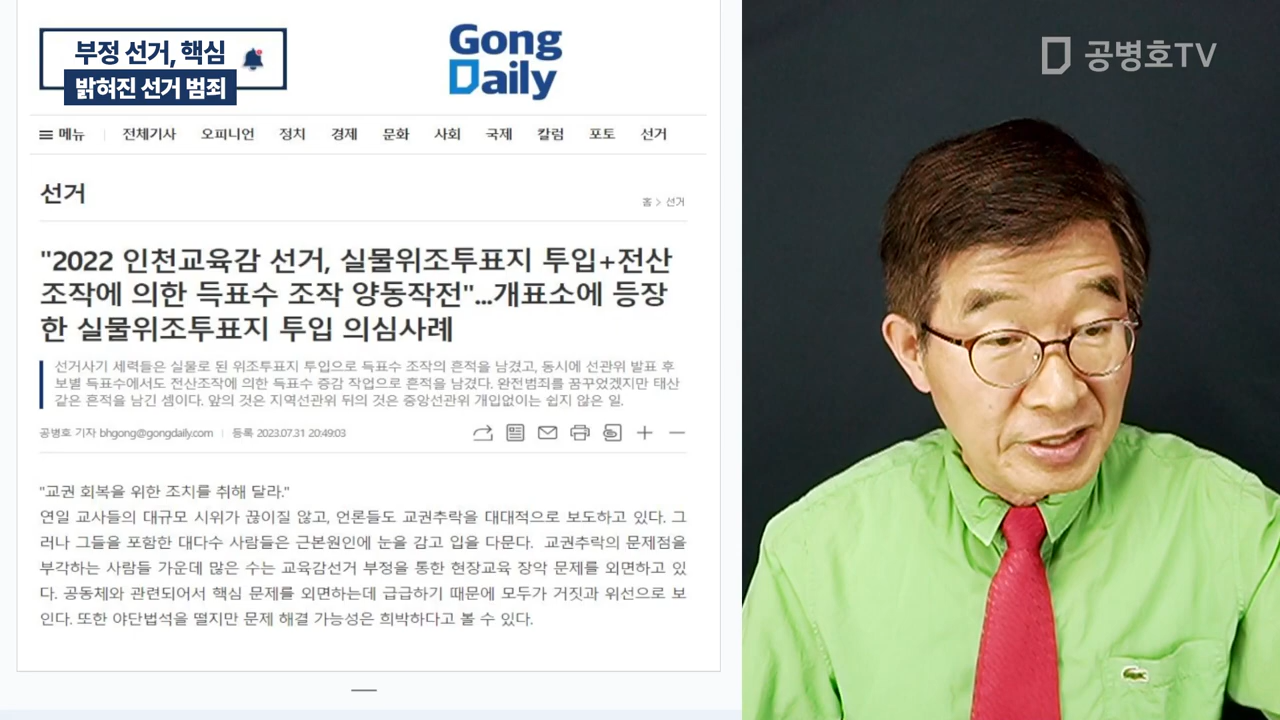 부정 선거, 핵심
밝혀진 선거 범죄
Gong
Daily
공병호TV
메뉴 전체기사 오피니언 정치 경제 문화 사회 국제 칼럼 포토 선거
선거
홈 > 선거
"2022 인천교육감 선거, 실물위조투표지 투입+전산
조작에 의한 득표수 조작 양동작전"...개표소에 등장
한 실물위조투표지 투입 의심사례
선거사기 세력들은 실물로 된 위조투표지 투입으로 득표수 조작의 흔적을 남겼고, 동시에 선관위 발표 후
보별 득표수에서도 전산조작에 의한 득표수 증감 작업으로 흔적을 남겼다. 완전범죄를 꿈꾸었겠지만 태산
같은 흔적을 남긴 셈이다. 앞의 것은 지역선관위 뒤의 것은 중앙선관위 개입없이는 쉽지 않은 일.
공병호 기자 bhgong@gongdaily.com 등록 2023.07.31 20:49:03
"교권 회복을 위한 조치를 취해 달라."
연일 교사들의 대규모 시위가 끊이질 않고, 언론들도 교권추락을 대대적으로 보도하고 있다. 그
러나 그들을 포함한 대다수 사람들은 근본원인에 눈을 감고 입을 다문다. 교권추락의 문제점을
부각하는 사람들 가운데 많은 수는 교육감선거 부정을 통한 현장교육 장악 문제를 외면하고 있
다. 공동체와 관련되어서 핵심 문제를 외면하는데 급급하기 때문에 모두가 거짓과 위선으로 보
인다. 또한 야단법석을 떨지만 문제 해결 가능성은 희박하다고 볼 수 있다.